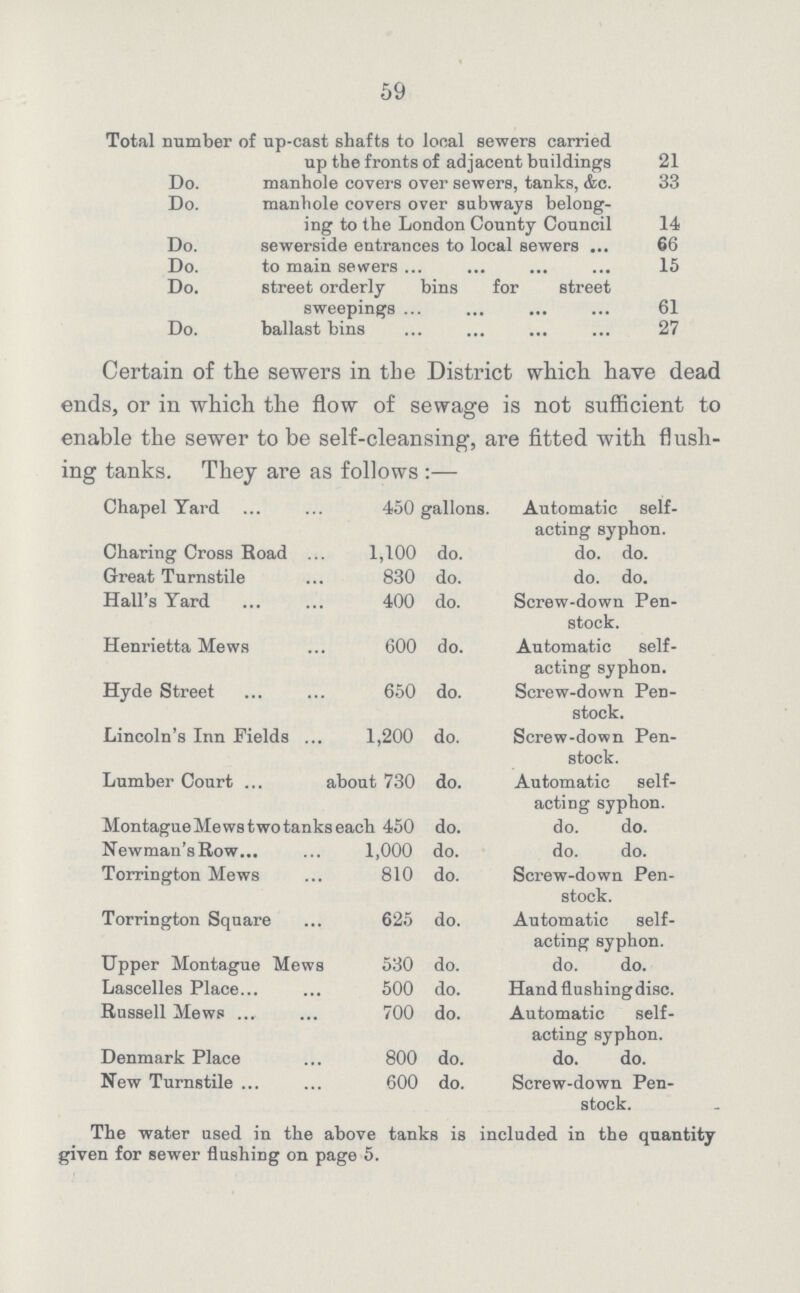 59
Total number of up-cast shafts to local sewers carried
up the fronts of adjacent buildings 21
Do. manhole covers over sewers, tanks, &c. 33
Do. manhole covers over subways belong-
ing to the London County Council 14
Do. sewerside entrances to local sewers ... 66
Do. to main sewers ... ... ... ... 15
Do. street orderly bins for street
sweepings ... ... ... ... 61
Do. ballast bins ... ... ... ... 27
Certain of the sewers in the District which have dead
ends, or in which the flow of sewage is not sufficient to
enable the sewer to be self-cleansing, are fitted with flush-
ing tanks. They are as follows :—
Chapel Yard ... ... 450 gallons. Automatic self-
acting syphon.
Charing Cross Road ... 1,100 do. do. do.
Great Turnstile ... 830 do. do. do.
Hall's Yard ... ... 400 do. Screw-down Pen-
stock.
Henrietta Mews ... 600 do. Automatic self-
acting syphon.
Hyde Street ... ... 650 do. Screw-down Pen-
stock.
Lincoln's Inn Fields ... 1,200 do. Screw-down Pen-
stock.
Lumber Court ... about 730 do. Automatic self-
acting syphon.
Montague Mews two tanks each 450 do. do. do.
Newman's Row... ... 1,000 do. do. do.
Torrington Mews ... 810 do. Screw-down Pen-
stock.
Torrington Square ... 625 do. Automatic self-
acting syphon.
Upper Montague Mews 530 do. do. do.
Lascelles Place... ... 500 do. Hand flushing disc.
Russell Mews ... ... 700 do. Automatic self-
acting syphon.
Denmark Place ... 800 do. do. do.
New Turnstile ... ... 600 do. Screw-down Pen-
stock.
The water used in the above tanks is included in the quantity
given for sewer flushing on page 5.